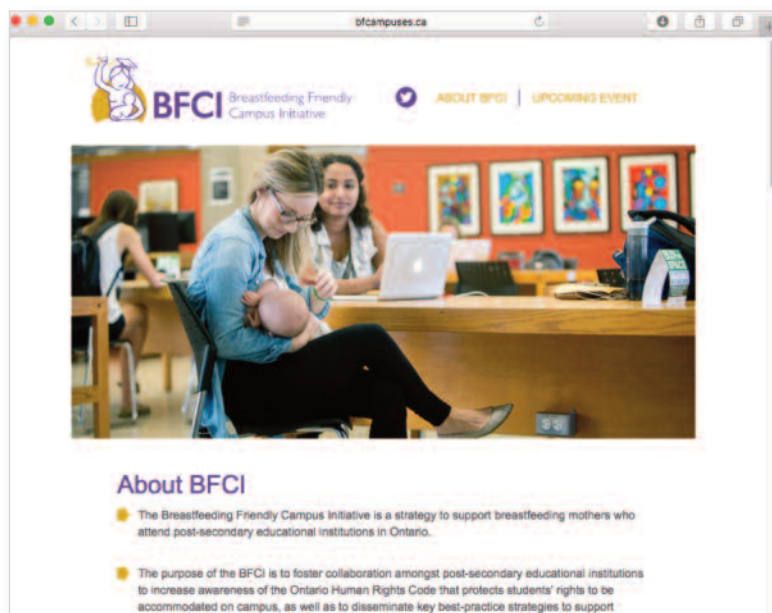 bfcampuses.ca
BFCI Breastfeeding Friendly
Campus Initiative
ABOUT BFCI | UPCOMING EVENT
About BFCI
The Breastfeeding Friendly Campus Initiative is a strategy to support breastfeeding mothers who
attend post-secondary educational institutions in Ontario.
The purpose of the BFCI is to foster collaboration amongst post-secondary educational institutions
to increase awareness of the Ontario Human Rights Code that protects students' rights to be
accommodated on campus, as well as to disseminate key best-practice strategies to support